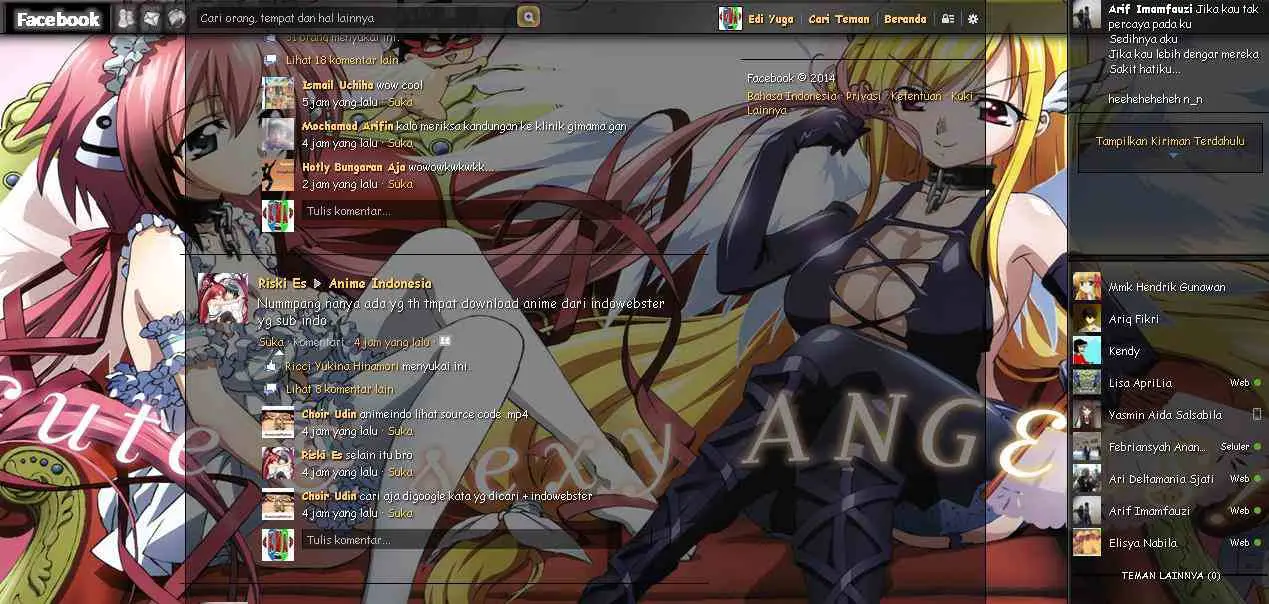 Facebook
Cari orang, tempat dan hal lainnya
Edi Yuga
Cari Teman
Beranda
51 orang menyukai ini.
Lihat 18 komentar lain
Ismail Uchiha wow cool
5 jam yang lalu · Suka
Mochamad Arifin kalo meriksa kandungan ke klinik gimama gan
4 jam yang lalu · Suka
Hotly Bungaran Aja wowowkwkwkk...
2 jam yang lalu · Suka
Tulis komentar...
Riski Es ▶ Anime Indonesia
Nummpang nanya ada yg th tmpat download anime dari indowebster
yg sub indo
Suka · Komentari · 4 jam yang lalu ·
Ricci Yukina Hinamori menyukai ini.
Lihat 8 komentar lain
Choir Udin animeindo lihat source code .mp4
4 jam yang lalu · Suka
Riski Es selain itu bro
4 jam yang lalu · Suka
Choir Udin cari aja digoogle kata yg dicari + indowebster
4 jam yang lalu · Suka
Tulis komentar...
Facebook © 2014
Bahasa Indonesia · Privasi · Ketentuan · Kuki ·
Lainnya
cute sexy ANGE
Arif Imamfauzi Jika kau tak
percaya pada ku
Sedihnya aku
Jika kau lebih dengar mereka
Sakit hatiku...
heeheheheheh n_n
Tampilkan Kiriman Terdahulu
Mmk Hendrik Gunawan
Ariq Fikri
Kendy
Lisa ApriLia Web
Yasmin Aida Salsabila
Febriansyah Anan... Seluler
Ari Deltamania Sjati Web
Arif Imamfauzi Web
Elisya Nabila Web
TEMAN LAINNYA (0)